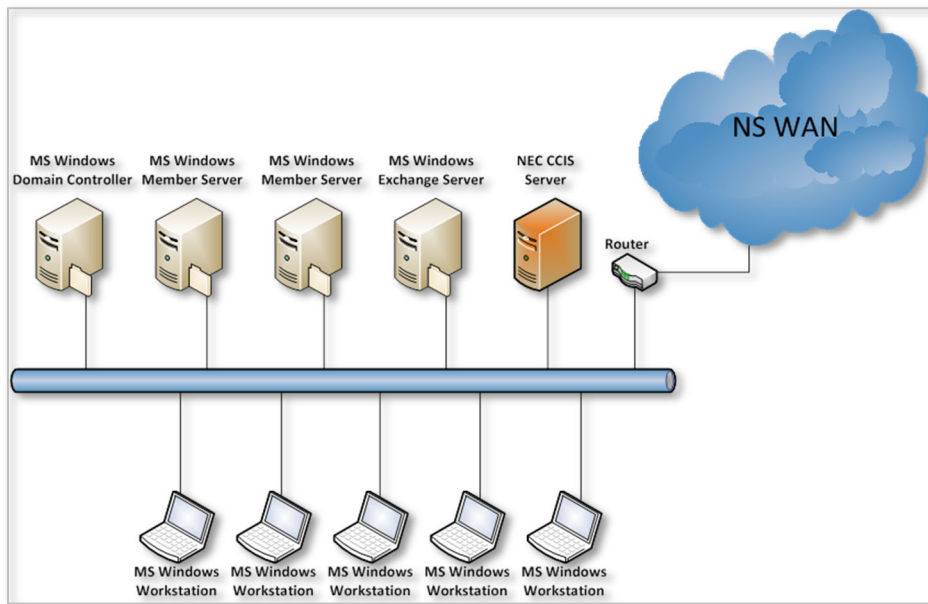 NS WAN
MS Windows
Domain Controller
MS Windows
Member Server
MS Windows
Member Server
MS Windows
Exchange Server
NEC CCIS
Server
Router
MS Windows
Workstation
MS Windows
Workstation
MS Windows
Workstation
MS Windows
Workstation
MS Windows
Workstation